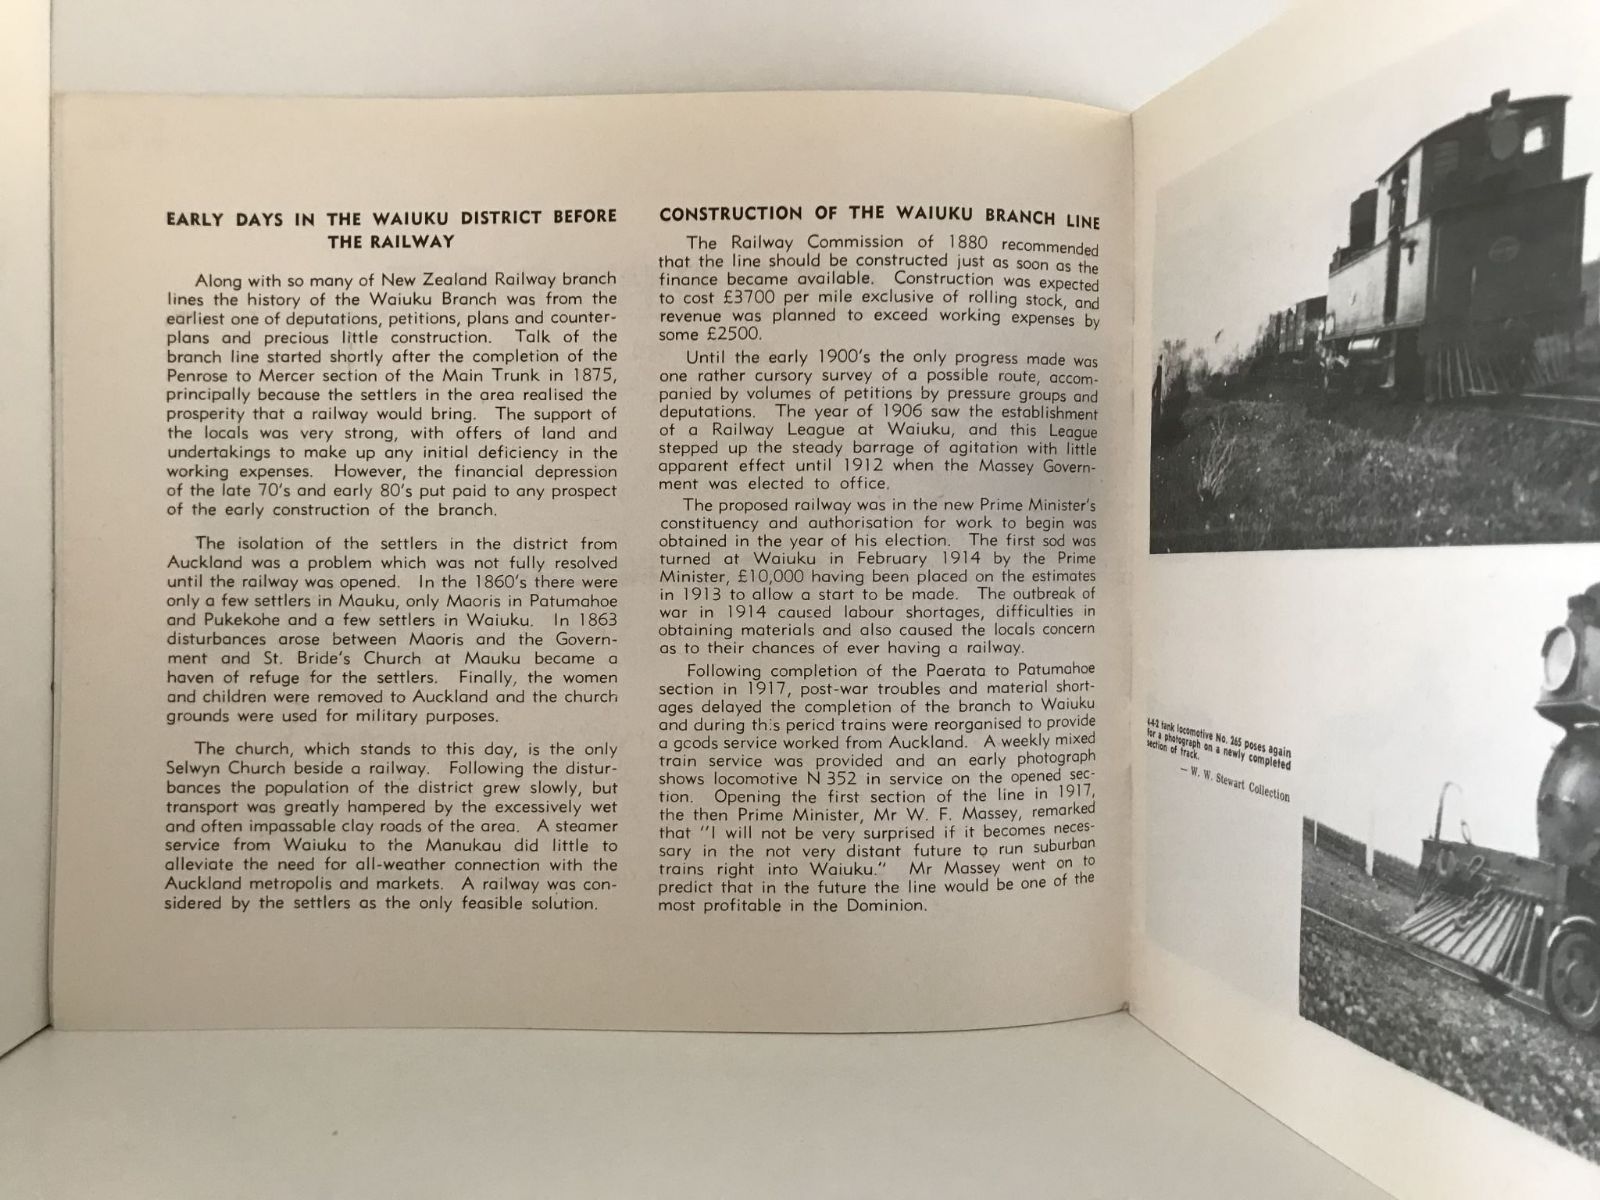 EARLY DAYS IN THE WAIUKU DISTRICT BEFORE
THE RAILWAY
Along with so many of New Zealand Railway branch
lines the history of the Waiuku Branch was from the
earliest one of deputations, petitions, plans and counter-
plans and precious little construction. Talk of the
branch line started shortly after the completion of the
Penrose to Mercer section of the Main Trunk in 1875,
principally because the settlers in the area realised the
prosperity that a railway would bring. The support of
the locals was very strong, with offers of land and
undertakings to make up any initial deficiency in the
working expenses. However, the financial depression
of the late 70's and early 80's put paid to any prospect
of the early construction of the branch.
The isolation of the settlers in the district from
Auckland was a problem which was not fully resolved
until the railway was opened. In the 1860's there were
only a few settlers in Mauku, only Maoris in Patumahoe
and Pukekohe and a few settlers in Waiuku. In 1863
disturbances arose between Maoris and the Govern-
ment and St. Bride's Church at Mauku became a
haven of refuge for the settlers. Finally, the women
and children were removed to Auckland and the church
grounds were used for military purposes.
The church, which stands to this day, is the only
Selwyn Church beside a railway. Following the distur-
bances the population of the district grew slowly, but
transport was greatly hampered by the excessively wet
and often impassable clay roads of the area. A steamer
service from Waiuku to the Manukau did little to
alleviate the need for all-weather connection with the
Auckland metropolis and markets. A railway was con-
sidered by the settlers as the only feasible solution.
CONSTRUCTION OF THE WAIUKU BRANCH LINE
The Railway Commission of 1880 recommended
that the line should be constructed just as soon as the
finance became available. Construction was expected
to cost £3700 per mile exclusive of rolling stock, and
revenue was planned to exceed working expenses by
some £2500.
Until the early 1900's the only progress made was
one rather cursory survey of a possible route, accom-
panied by volumes of petitions by pressure groups and
deputations. The year of 1906 saw the establishment
of a Railway League at Waiuku, and this League
stepped up the steady barrage of agitation with little
apparent effect until 1912 when the Massey Govern-
ment was elected to office.
The proposed railway was in the new Prime Minister's
constituency and authorisation for work to begin was
obtained in the year of his election. The first sod was
turned at Waiuku in February 1914 by the Prime
Minister, £10,000 having been placed on the estimates
in 1913 to allow a start to be made. The outbreak of
war in 1914 caused labour shortages, difficulties in
obtaining materials and also caused the locals concern
as to their chances of ever having a railway.
Following completion of the Paerata to Patumahoe
section in 1917, post-war troubles and material short-
ages delayed the completion of the branch to Waiuku
and during this pericd trains were reorganised to provide
a gcods service worked from Auckland. A weekly mixed
train service was provided and an early photograph
shows locomotive N 352 in service on the opened sec-
tion. Opening the first section of the line in 1917,
the then Prime Minister, Mr W. F. Massey, remarked
that "I will not be very surprised if it becomes neces-
sary in the not very distant future to run suburban
trains right into Waiuku." Mr Massey went on to
predict that in the future the line would be one of the
most profitable in the Dominion.
4-4-2 tank locomotive No. 265 poses again
for a photograph on a newly completed
section of track.
— W. W. Stewart Collection